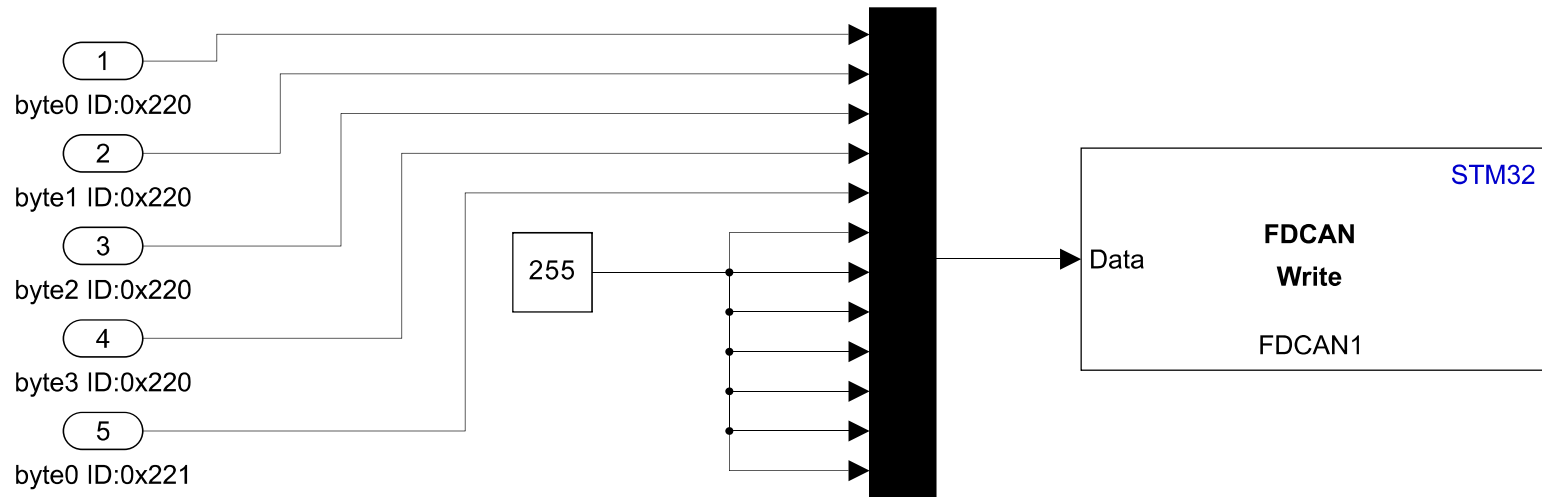 1
byte0 ID:0x220
2
byte1 ID:0x220
3
byte2 ID:0x220
4
byte3 ID:0x220
5
byte0 ID:0x221
255
STM32
Data
FDCAN
Write
FDCAN1